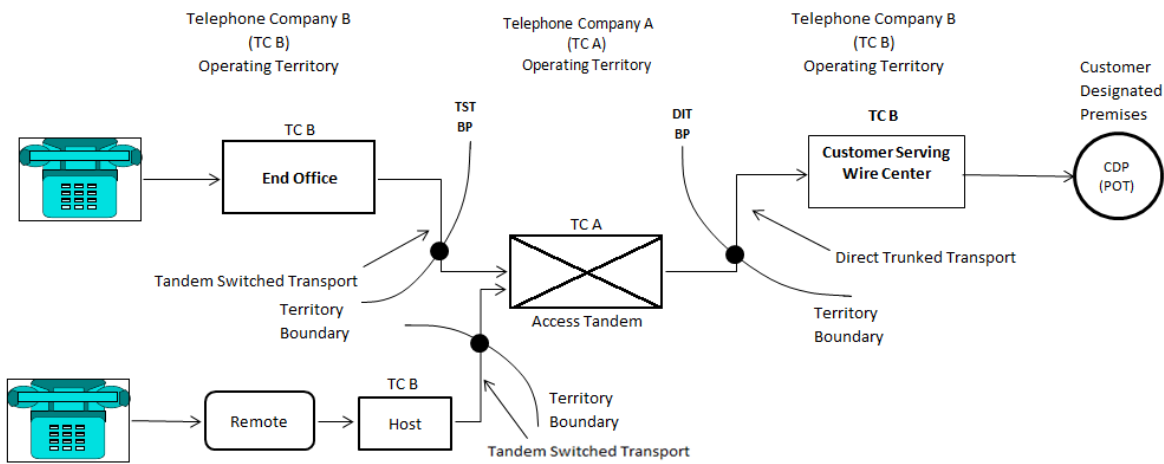 Telephone Company B
(TC B)
Operating Territory
Telephone Company A
(TC A)
Operating Territory
Telephone Company B
(TC B)
Operating Territory
Customer
Designated
Premises
TST
BP
DIT
BP
TC B
End Office
TC B
Customer Serving
Wire Center
CDP
(POT)
TC A
Tandem Switched Transport
Direct Trunked Transport
Territory
Boundary
Access Tandem
Territory
Boundary
TC B
Remote
Host
Territory
Boundary
Tandem Switched Transport